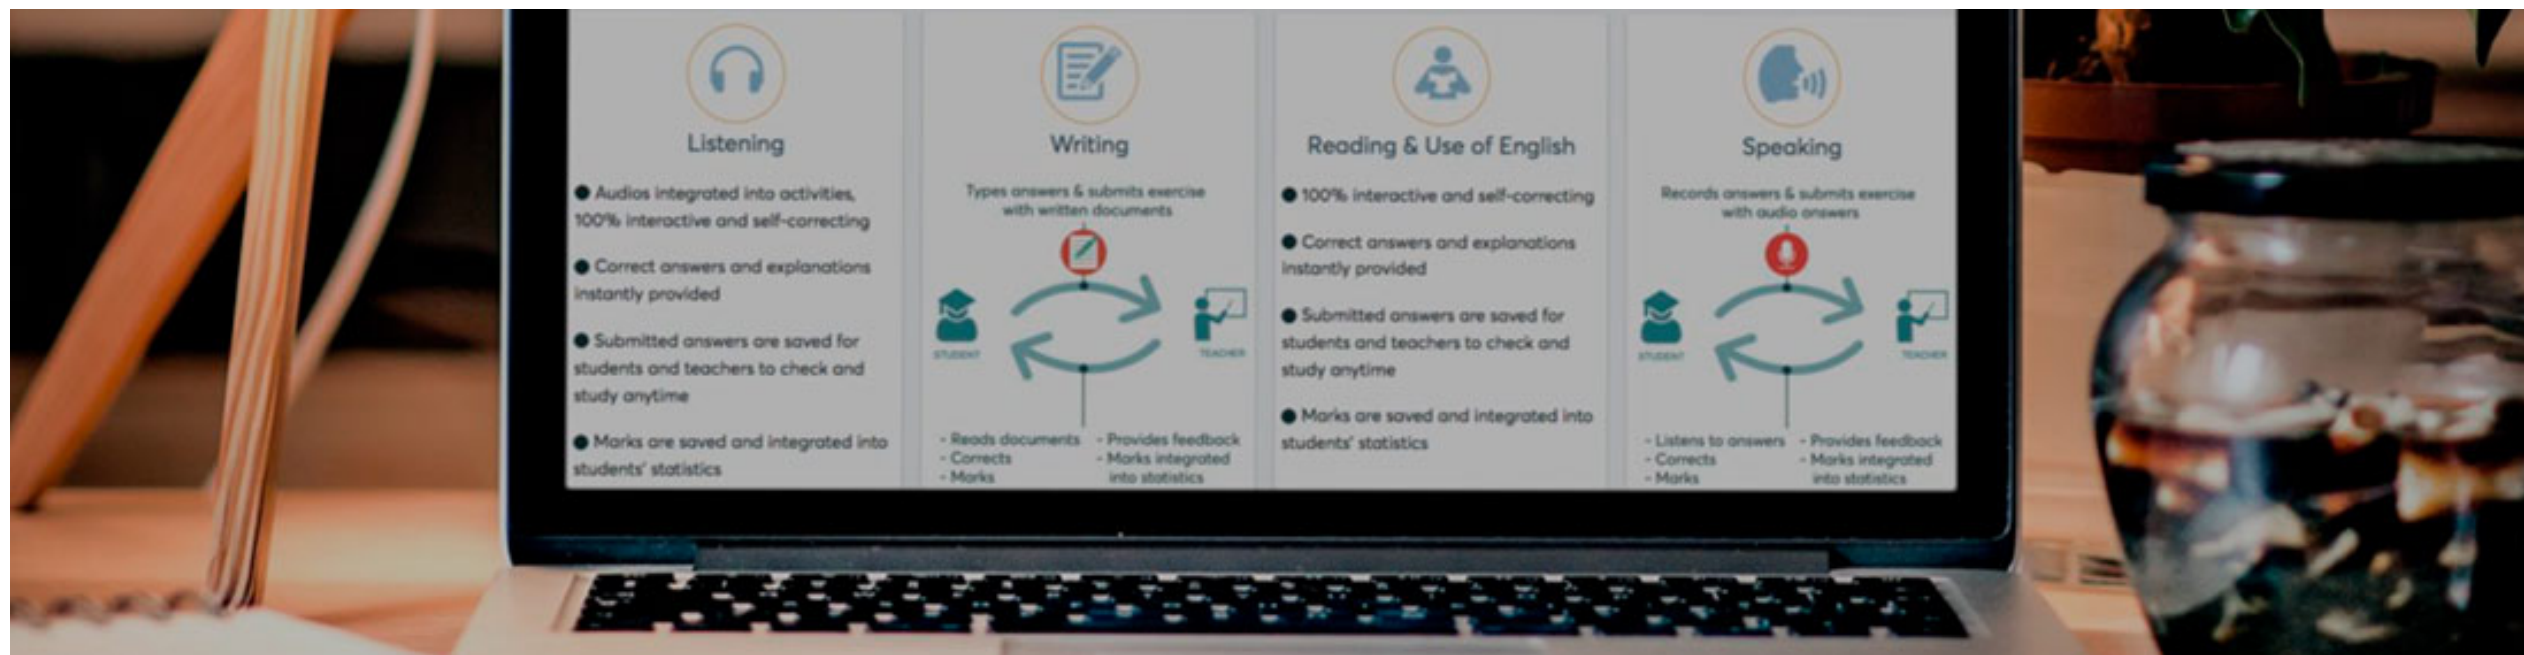 Listening
● Audios integrated into activities,
100% interactive and self-correcting
● Correct answers and explanations
instantly provided
● Submitted answers are saved for
students and teachers to check and
study anytime
● Marks are saved and integrated into
students' statistics
Writing
Types answers & submits exercise
with written documents
STUDENT
TEACHER
- Reads documents
- Corrects
- Marks
- Provides feedback
- Marks integrated
into statistics
Reading & Use of English
● 100% interactive and self-correcting
● Correct answers and explanations
instantly provided
● Submitted answers are saved for
students and teachers to check and
study anytime
● Marks are saved and integrated into
students' statistics
Speaking
Records answers & submits exercise
with audio answers
STUDENT
TEACHER
- Listens to answers
- Corrects
- Marks
- Provides feedback
- Marks integrated
into statistics